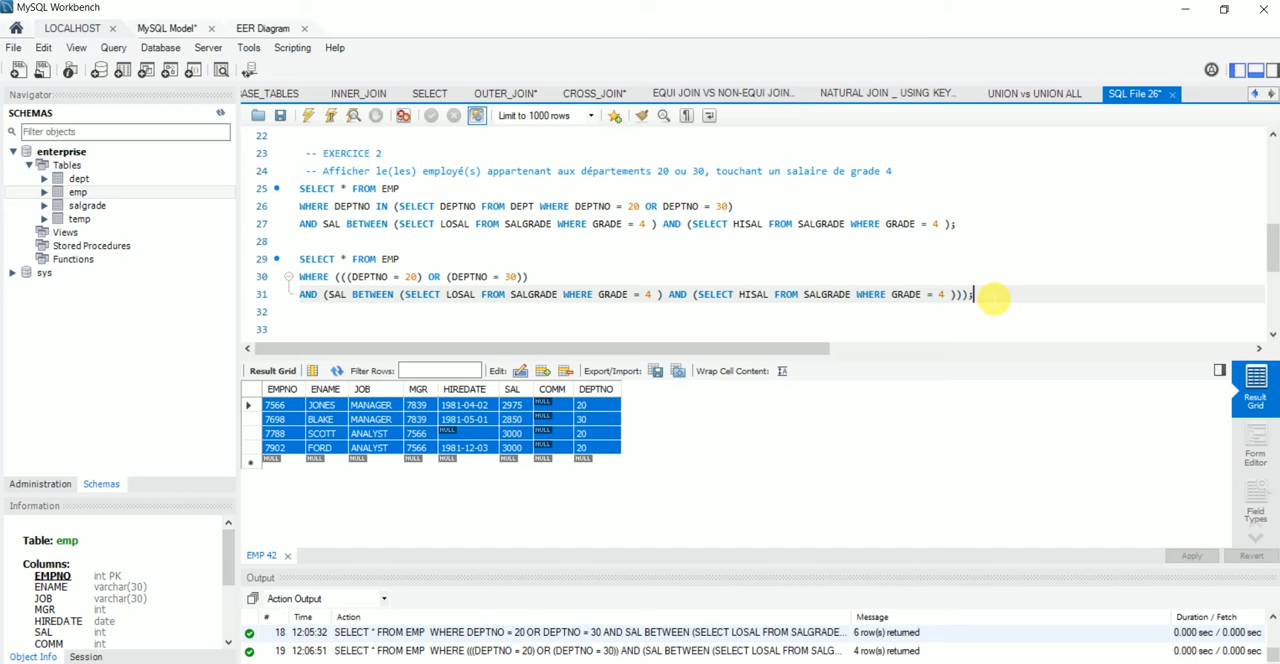 MySQL Workbench
LOCALHOST MySQL Model* EER Diagram
File Edit View Query Database Server Tools Scripting Help
Navigator
SCHEMAS
Filter objects
enterprise
Tables
dept
emp
salgrade
temp
Views
Stored Procedures
Functions
sys
Administration Schemas
Information
Table: emp
Columns:
EMPNO int PK
ENAME varchar(30)
JOB varchar(30)
MGR int
HIREDATE date
SAL int
COMM int
Object Info Session
ASE_TABLES INNER_JOIN SELECT OUTER_JOIN* CROSS_JOIN* EQUI JOIN VS NON-EQUI JOIN... NATURAL JOIN _ USING KEY... UNION vs UNION ALL SQL File 26*
Limit to 1000 rows
22
23 -- EXERCICE 2
24 -- Afficher le(les) employé(s) appartenant aux départements 20 ou 30, touchant un salaire de grade 4
25 SELECT * FROM EMP
26 WHERE DEPTNO IN (SELECT DEPTNO FROM DEPT WHERE DEPTNO = 20 OR DEPTNO = 30)
27 AND SAL BETWEEN (SELECT LOSAL FROM SALGRADE WHERE GRADE = 4 ) AND (SELECT HISAL FROM SALGRADE WHERE GRADE = 4 );
28
29 SELECT * FROM EMP
30 WHERE (((DEPTNO = 20) OR (DEPTNO = 30))
31 AND (SAL BETWEEN (SELECT LOSAL FROM SALGRADE WHERE GRADE = 4 ) AND (SELECT HISAL FROM SALGRADE WHERE GRADE = 4 )));
32
33
Result Grid Filter Rows: Edit: Export/Import: Wrap Cell Content:
EMPNO ENAME JOB MGR HIREDATE SAL COMM DEPTNO
7566 JONES MANAGER 7839 1981-04-02 2975 NULL 20
7698 BLAKE MANAGER 7839 1981-05-01 2850 NULL 30
7788 SCOTT ANALYST 7566 NULL 3000 NULL 20
7902 FORD ANALYST 7566 1981-12-03 3000 NULL 20
NULL NULL NULL NULL NULL NULL NULL NULL
Result Grid
Form Editor
Field Types
EMP 42 Apply Revert
Output
Action Output
# Time Action Message Duration / Fetch
18 12:05:32 SELECT * FROM EMP WHERE DEPTNO = 20 OR DEPTNO = 30 AND SAL BETWEEN (SELECT LOSAL FROM SALGRADE... 6 row(s) returned 0.000 sec / 0.000 sec
19 12:06:51 SELECT * FROM EMP WHERE (((DEPTNO = 20) OR (DEPTNO = 30)) AND (SAL BETWEEN (SELECT LOSAL FROM SALG... 4 row(s) returned 0.000 sec / 0.000 sec